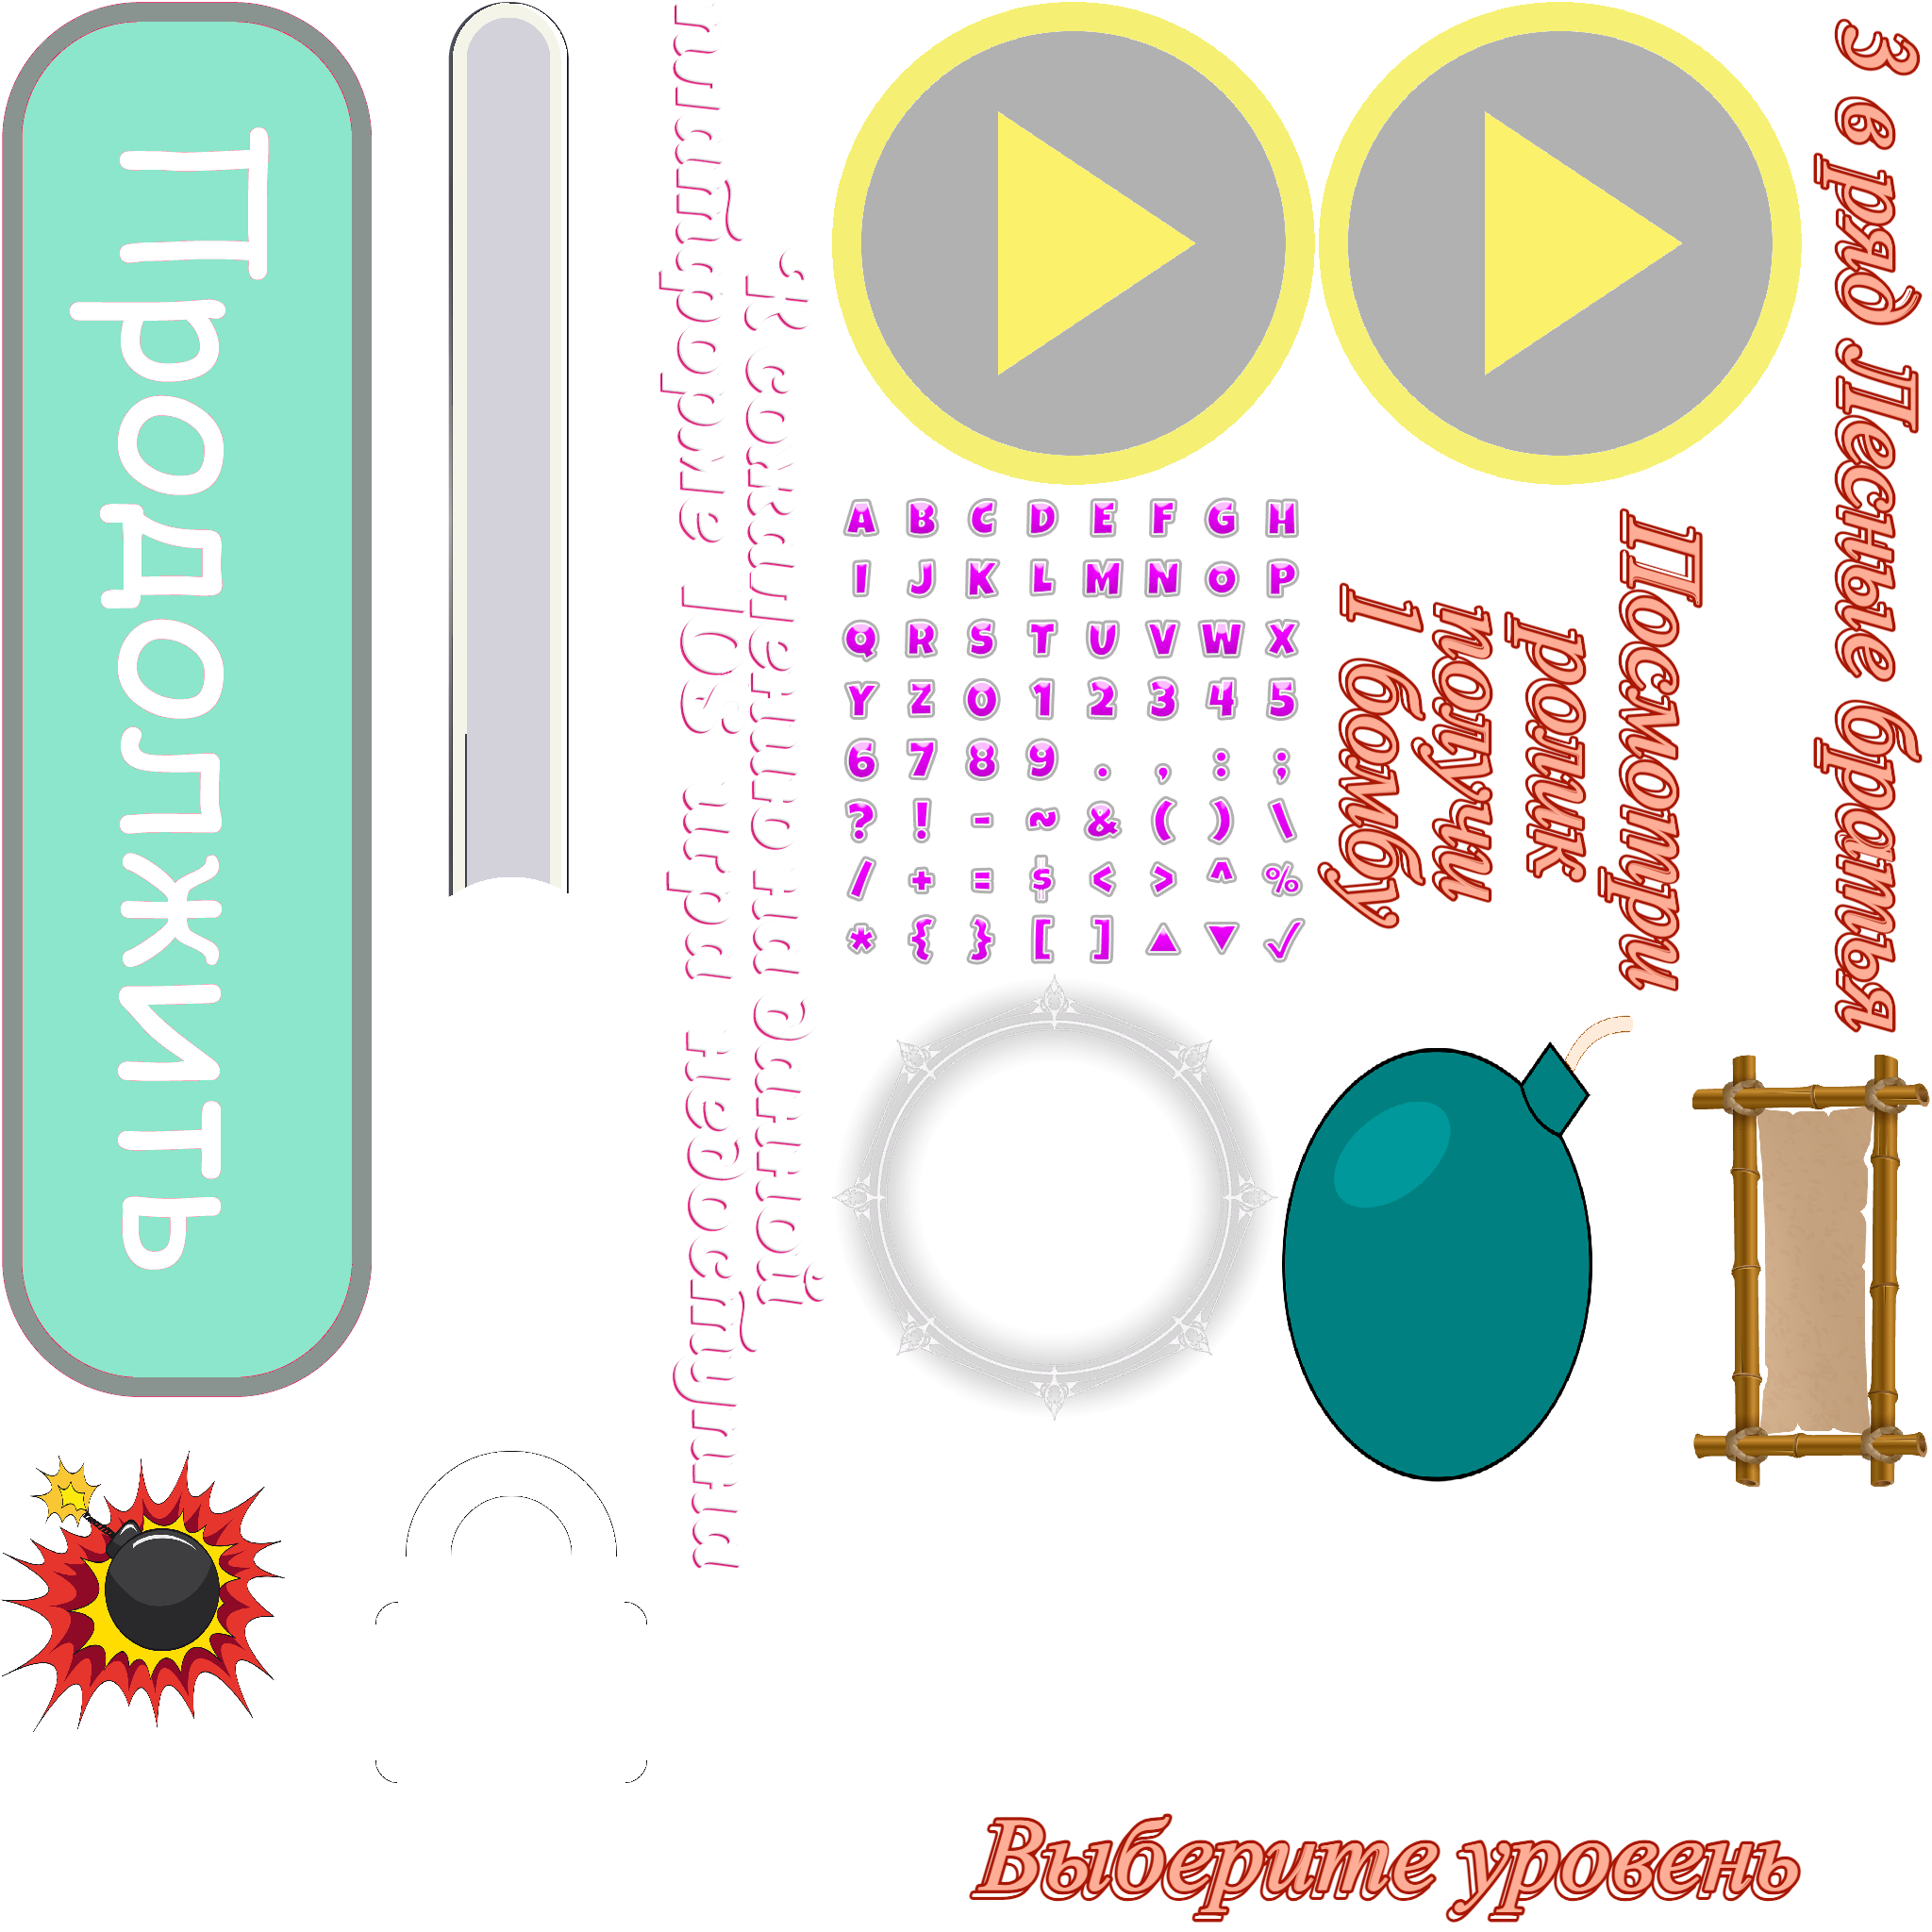 Продолжить
"К сожалению на данной
платформе IOS игра недоступна
A B C D E F G H
I J K L M N O P
Q R S T U V W X
Y Z 0 1 2 3 4 5
6 7 8 9 . , : ;
? ! - ~ & ( ) \
/ + = $ < > ^ %
* { } [ ] ▲ ▼ ✓
Посмотри
ролик
получи
1 бомбу
3 в ряд Лесные братья
Выберите уровень